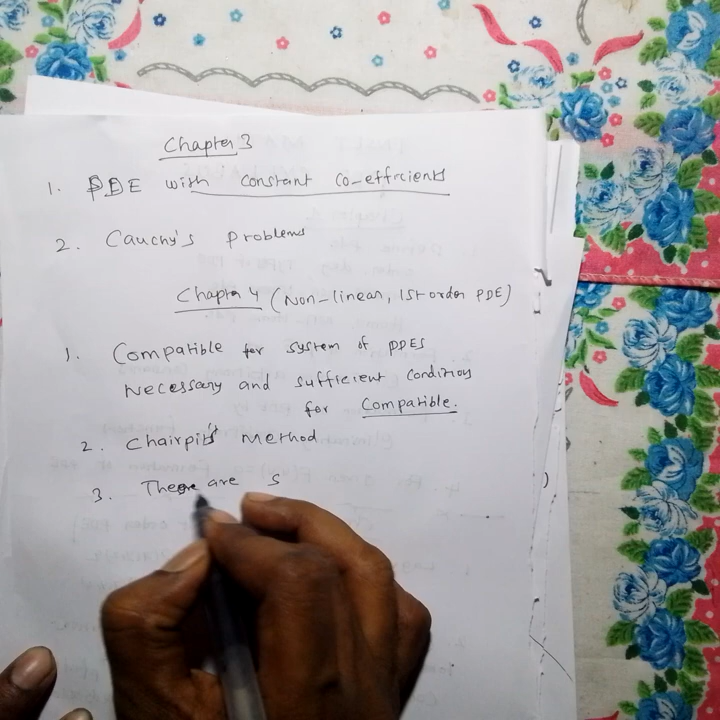 Chapter 3
1. PDE with constant co-efficients
2. Cauchy's Problems
Chapter 4 (Non-linear, 1st order PDE)
1. Compatible for system of PDES
Necessary and sufficient Conditions
for Compatible.
2. Chairpit's Method
3. There are S